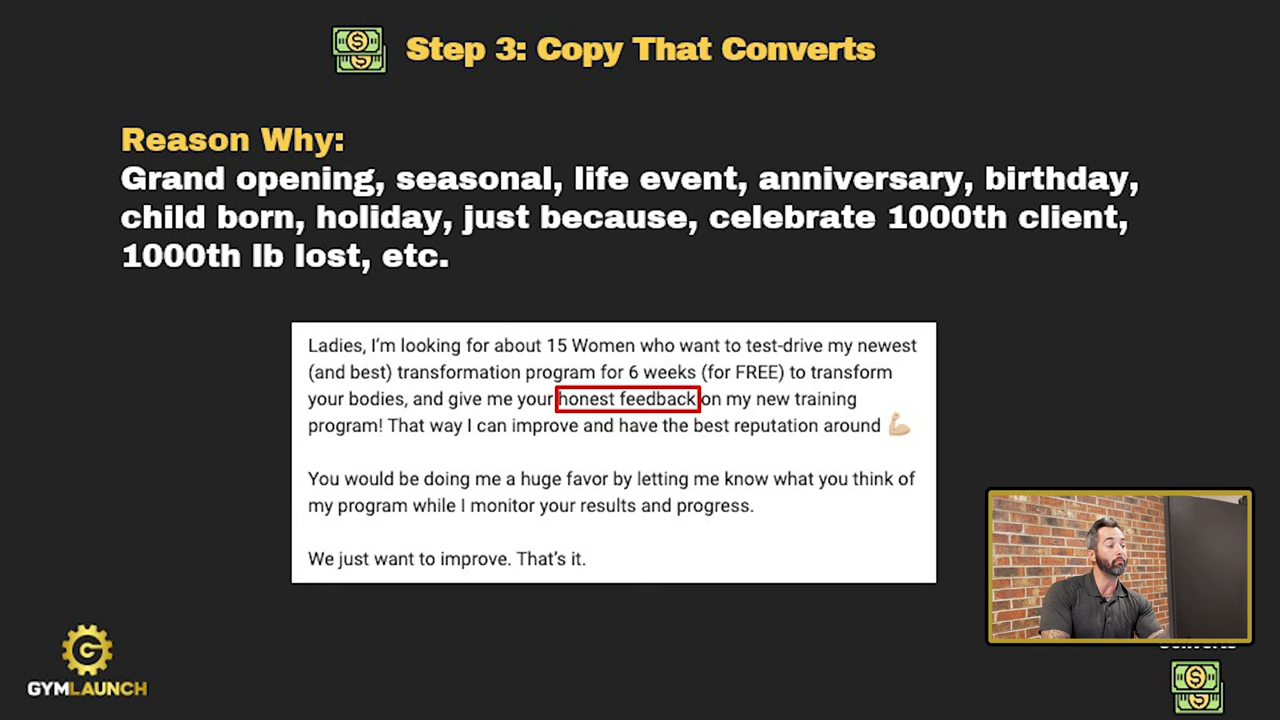 Step 3: Copy That Converts
Reason Why:
Grand opening, seasonal, life event, anniversary, birthday,
child born, holiday, just because, celebrate 1000th client,
1000th lb lost, etc.
Ladies, I'm looking for about 15 Women who want to test-drive my newest
(and best) transformation program for 6 weeks (for FREE) to transform
your bodies, and give me your honest feedback on my new training
program! That way I can improve and have the best reputation around 💪🏼
You would be doing me a huge favor by letting me know what you think of
my program while I monitor your results and progress.
We just want to improve. That's it.
GYMLAUNCH